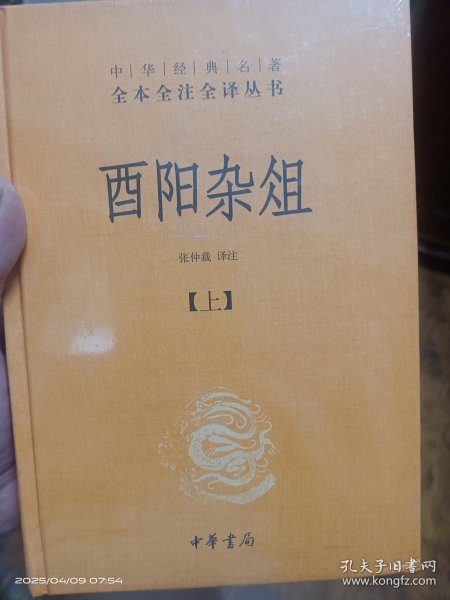 中华经典名著
全本全注全译丛书
酉阳杂俎
张仲裁 译注
【上】
中華書局
2025/04/09 07:54
孔夫子旧书网
www.kongfz.com